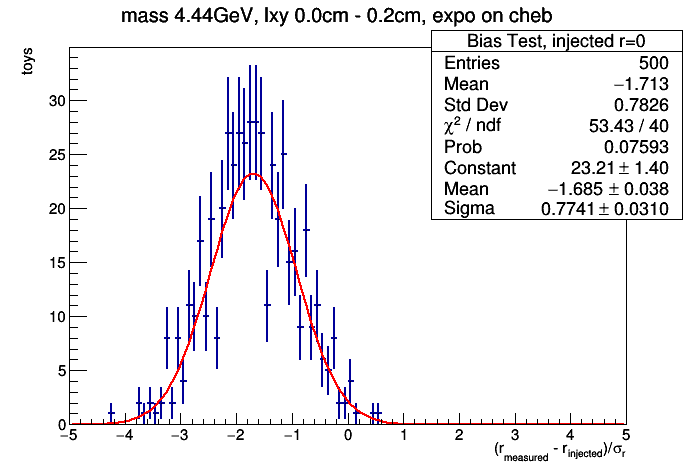 mass 4.44GeV, lxy 0.0cm - 0.2cm, expo on cheb
Bias Test, injected r=0
Entries 500
Mean −1.713
Std Dev 0.7826
χ² / ndf 53.43 / 40
Prob 0.07593
Constant 23.21 ± 1.40
Mean −1.685 ± 0.038
Sigma 0.7741 ± 0.0310
toys
30
25
20
15
10
5
0
−5 −4 −3 −2 −1 0 1 2 3 4 5
(r_measured - r_injected)/σ_r